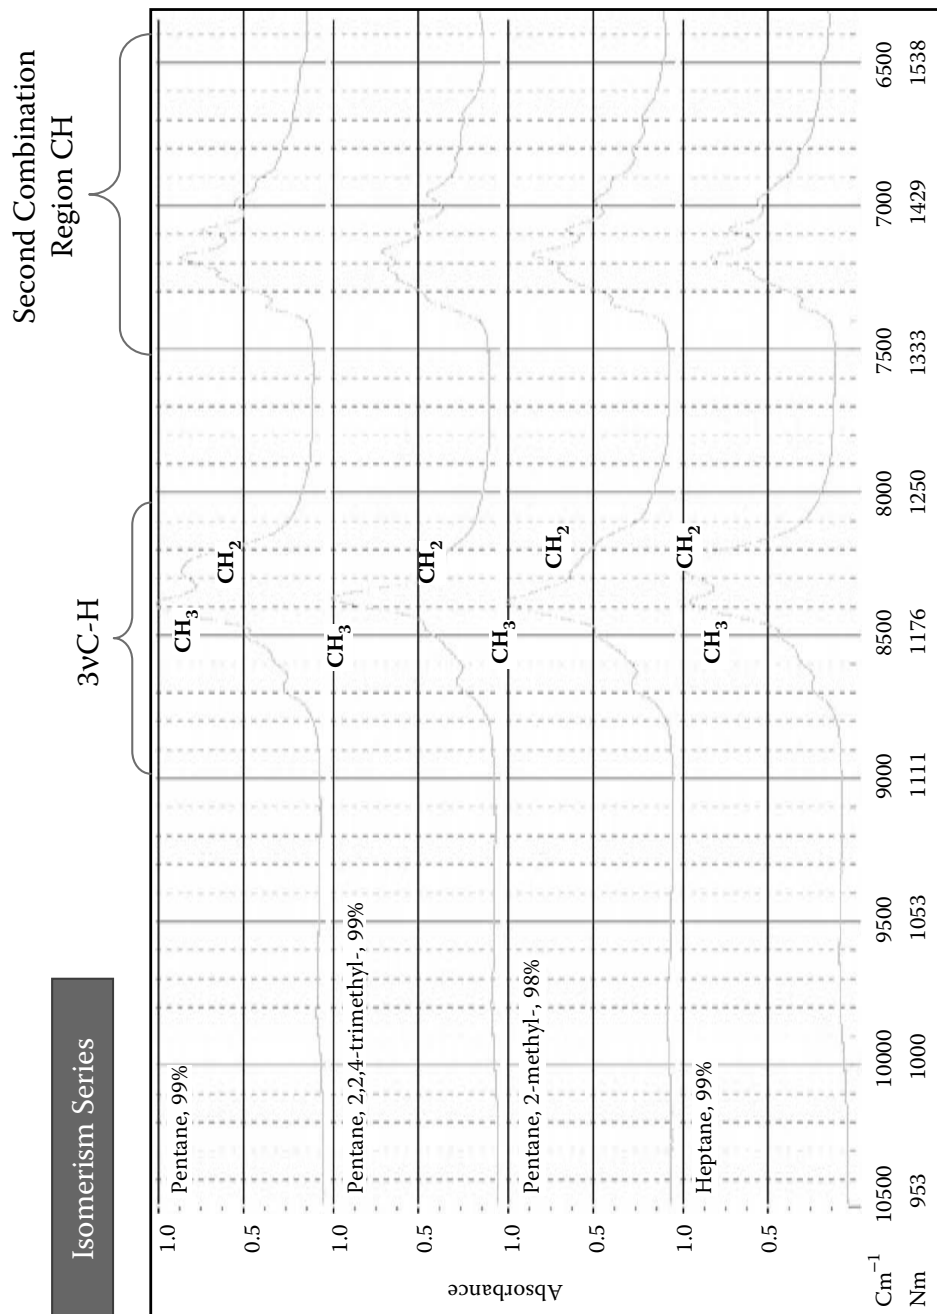 Isomerism Series
3νC-H
Second Combination
Region CH
Absorbance
1.0
Pentane, 99%
CH3
CH2
0.5
1.0
Pentane, 2,2,4-trimethyl-, 99%
CH3
CH2
0.5
1.0
Pentane, 2-methyl-, 98%
CH3
CH2
0.5
1.0
Heptane, 99%
CH3
CH2
0.5
Cm⁻¹ 10500 10000 9500 9000 8500 8000 7500 7000 6500
Nm 953 1000 1053 1111 1176 1250 1333 1429 1538